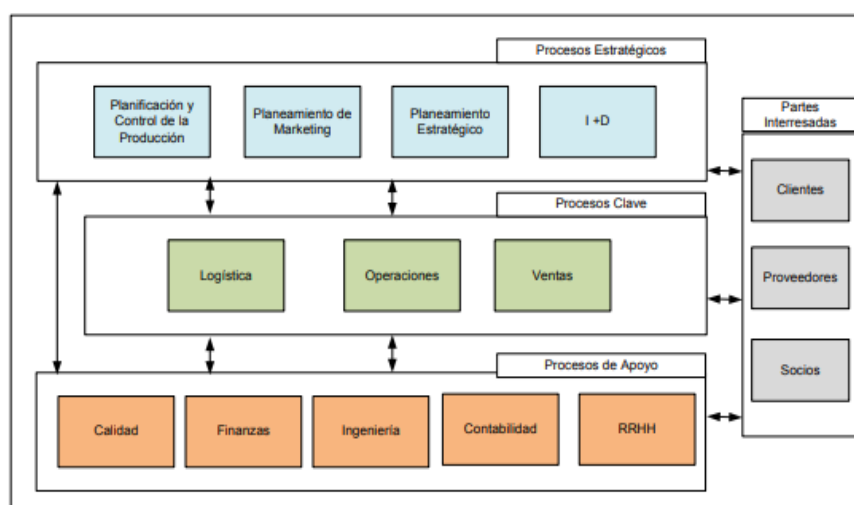 Procesos Estratégicos
Planificación y
Control de la
Producción
Planeamiento de
Marketing
Planeamiento
Estratégico
I +D
Partes
Interresadas
Clientes
Proveedores
Socios
Procesos Clave
Logística
Operaciones
Ventas
Procesos de Apoyo
Calidad
Finanzas
Ingeniería
Contabilidad
RRHH